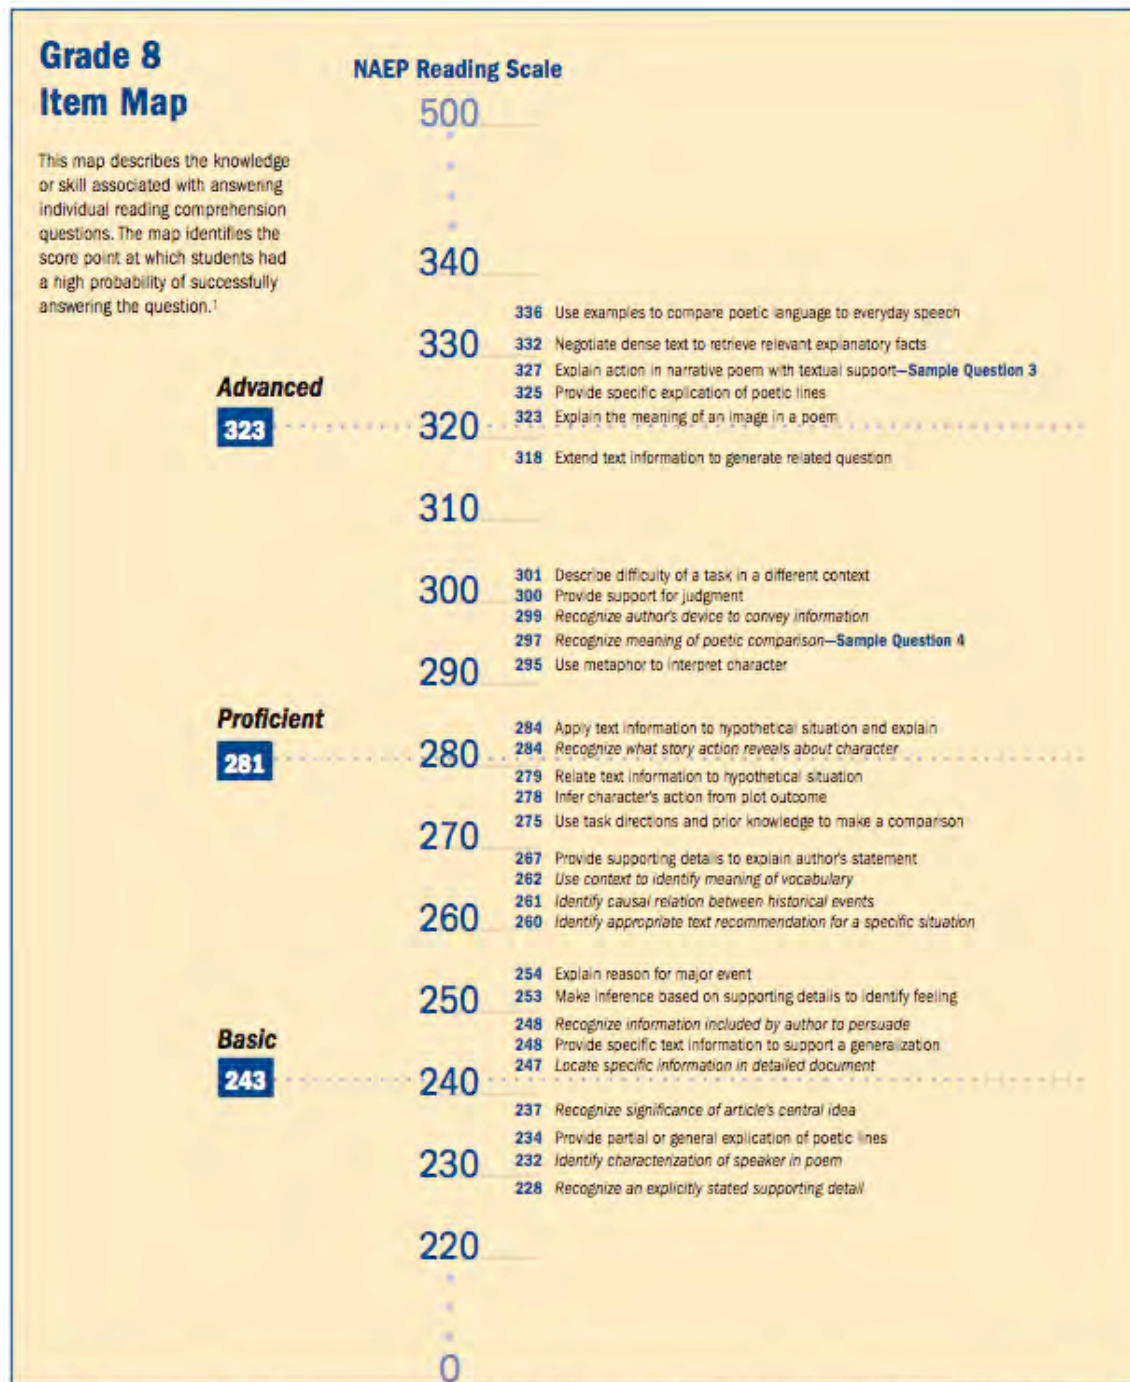 Grade 8
Item Map
NAEP Reading Scale
500
This map describes the knowledge
or skill associated with answering
individual reading comprehension
questions. The map identifies the
score point at which students had
a high probability of successfully
answering the question.¹
340
336 Use examples to compare poetic language to everyday speech
330
332 Negotiate dense text to retrieve relevant explanatory facts
327 Explain action in narrative poem with textual support—Sample Question 3
Advanced
325 Provide specific explication of poetic lines
323
320
323 Explain the meaning of an image in a poem
318 Extend text information to generate related question
310
301 Describe difficulty of a task in a different context
300
300 Provide support for judgment
299 Recognize author's device to convey information
297 Recognize meaning of poetic comparison—Sample Question 4
290
295 Use metaphor to interpret character
Proficient
284 Apply text information to hypothetical situation and explain
281
280
284 Recognize what story action reveals about character
279 Relate text information to hypothetical situation
278 Infer character's action from plot outcome
275 Use task directions and prior knowledge to make a comparison
270
267 Provide supporting details to explain author's statement
262 Use context to identify meaning of vocabulary
261 Identify causal relation between historical events
260
260 Identify appropriate text recommendation for a specific situation
254 Explain reason for major event
250
253 Make inference based on supporting details to identify feeling
248 Recognize information included by author to persuade
Basic
248 Provide specific text information to support a generalization
247 Locate specific information in detailed document
243
240
237 Recognize significance of article's central idea
234 Provide partial or general explication of poetic lines
230
232 Identify characterization of speaker in poem
228 Recognize an explicitly stated supporting detail
220
0